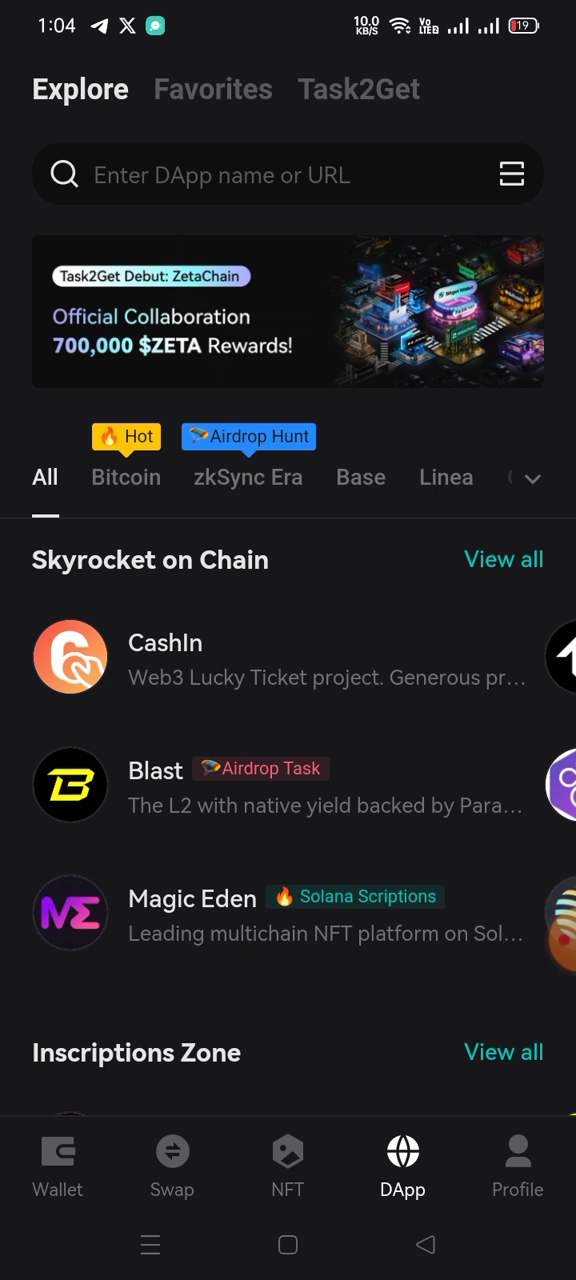 1:04
10.0 KB/S
Vo LTE 2
19
Explore Favorites Task2Get
Enter DApp name or URL
Task2Get Debut: ZetaChain
Official Collaboration
700,000 $ZETA Rewards!
Hot
Airdrop Hunt
All Bitcoin zkSync Era Base Linea
Skyrocket on Chain View all
CashIn
Web3 Lucky Ticket project. Generous pr...
Blast Airdrop Task
The L2 with native yield backed by Para...
Magic Eden Solana Scriptions
Leading multichain NFT platform on Sol...
Inscriptions Zone View all
Wallet Swap NFT DApp Profile